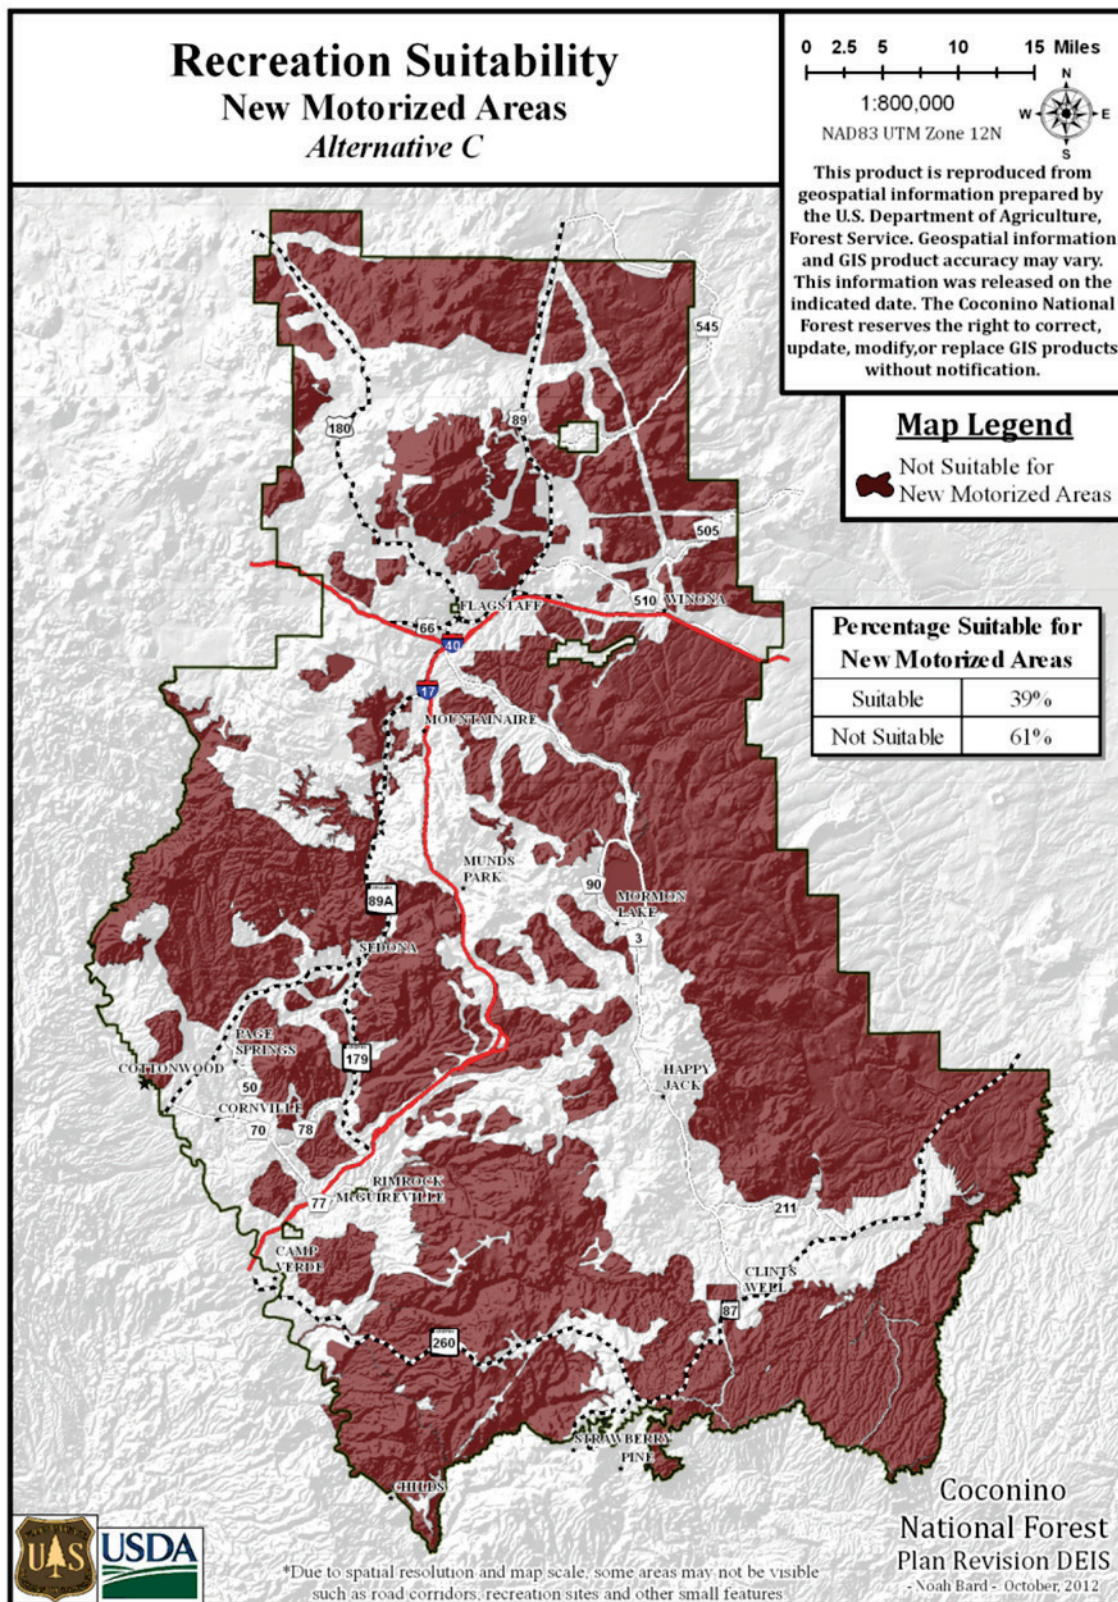 Recreation Suitability
New Motorized Areas
Alternative C
0 2.5 5 10 15 Miles
1:800,000
NAD83 UTM Zone 12N
N
W E
S
This product is reproduced from
geospatial information prepared by
the U.S. Department of Agriculture,
Forest Service. Geospatial information
and GIS product accuracy may vary.
This information was released on the
indicated date. The Coconino National
Forest reserves the right to correct,
update, modify,or replace GIS products
without notification.
Map Legend
Not Suitable for
New Motorized Areas
545
180
89
505
510 WINONA
FLAGSTAFF
66
40
17
MOUNTAINAIRE
Percentage Suitable for
New Motorized Areas
Suitable 39%
Not Suitable 61%
MUNDS
PARK
90
MORMON
LAKE
89A
3
SEDONA
PAGE
SPRINGS
179
COTTONWOOD
50
HAPPY
JACK
CORNVILLE
70
78
RIMROCK
MCGUIREVILLE
77
211
CAMP
VERDE
CLINTS
WELL
87
260
STRAWBERRY
PINE
CHILDS
Coconino
National Forest
Plan Revision DEIS
- Noah Bard - October, 2012
U S
USDA
*Due to spatial resolution and map scale, some areas may not be visible
such as road corridors, recreation sites and other small features